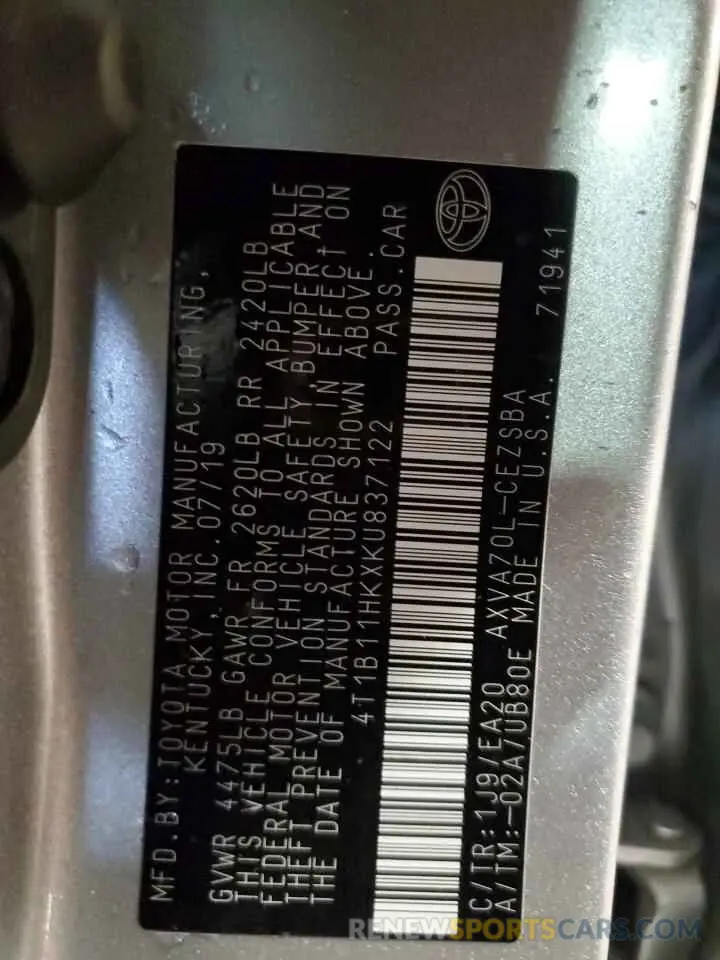 MFD.BY:TOYOTA MOTOR MANUFACTURING,
KENTUCKY,INC.07/19
GVWR 4475LB GAWR FR 2620LB RR 2420LB
THIS VEHICLE CONFORMS TO ALL APPLICABLE
FEDERAL MOTOR VEHICLE SAFETY,BUMPER AND
THEFT PREVENTION STANDARDS IN EFFECT ON
THE DATE OF MANUFACTURE SHOWN ABOVE.
4T1B11HKXKU837122 PASS.CAR
C/TR:1J9/EA20 AXVA70L-CEZSBA
A/TM:-02A/UB80E MADE IN U.S.A. 71941
RENEWSPORTSCARS.COM